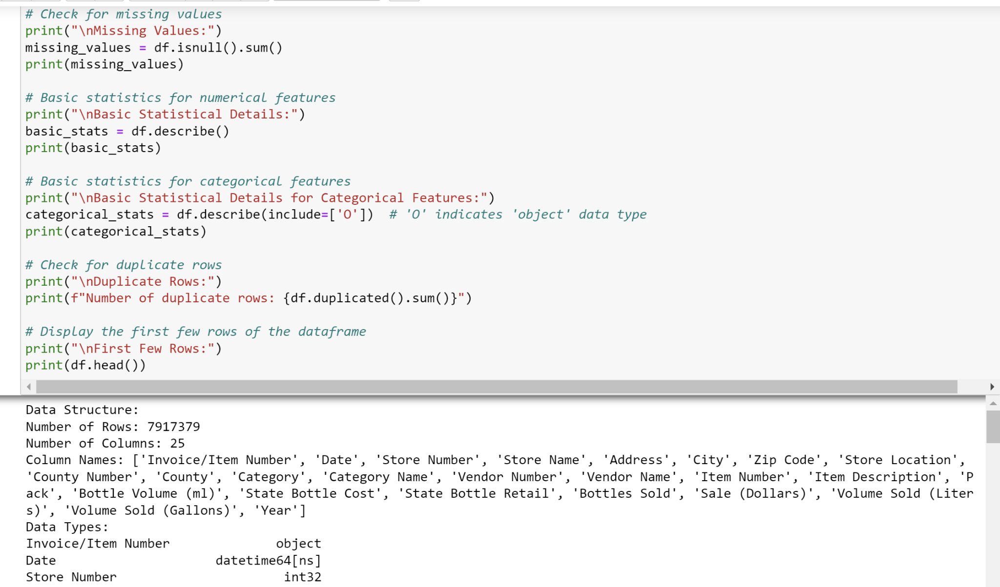 # Check for missing values
print("\nMissing Values:")
missing_values = df.isnull().sum()
print(missing_values)
# Basic statistics for numerical features
print("\nBasic Statistical Details:")
basic_stats = df.describe()
print(basic_stats)
# Basic statistics for categorical features
print("\nBasic Statistical Details for Categorical Features:")
categorical_stats = df.describe(include=['O'])  # 'O' indicates 'object' data type
print(categorical_stats)
# Check for duplicate rows
print("\nDuplicate Rows:")
print(f"Number of duplicate rows: {df.duplicated().sum()}")
# Display the first few rows of the dataframe
print("\nFirst Few Rows:")
print(df.head())
Data Structure:
Number of Rows: 7917379
Number of Columns: 25
Column Names: ['Invoice/Item Number', 'Date', 'Store Number', 'Store Name', 'Address', 'City', 'Zip Code', 'Store Location',
'County Number', 'County', 'Category', 'Category Name', 'Vendor Number', 'Vendor Name', 'Item Number', 'Item Description', 'P
ack', 'Bottle Volume (ml)', 'State Bottle Cost', 'State Bottle Retail', 'Bottles Sold', 'Sale (Dollars)', 'Volume Sold (Liter
s)', 'Volume Sold (Gallons)', 'Year']
Data Types:
Invoice/Item Number              object
Date                     datetime64[ns]
Store Number                      int32